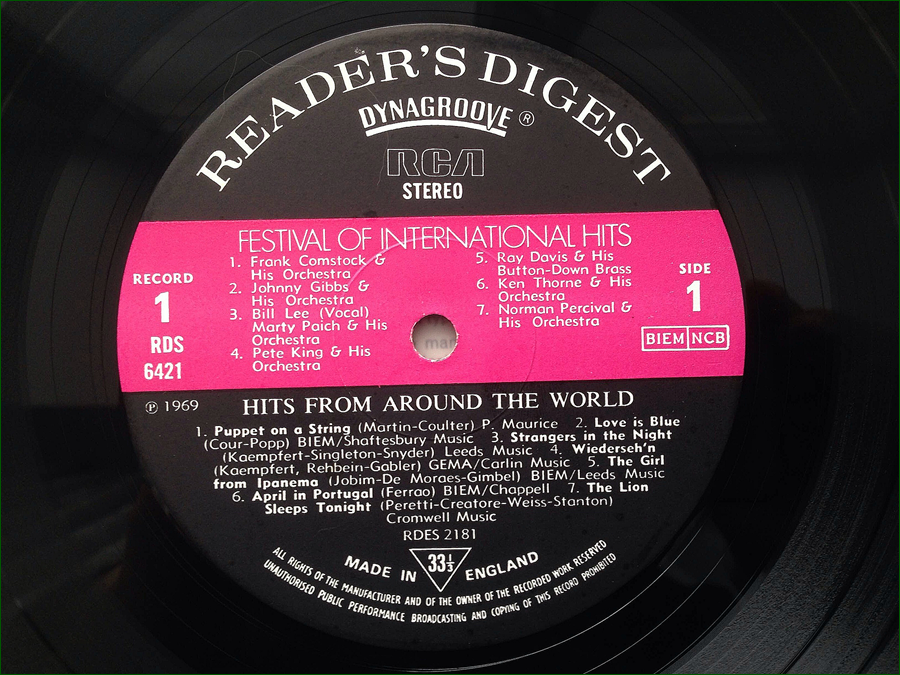 READER'S DIGEST
DYNAGROOVE ®
RCA
STEREO
FESTIVAL OF INTERNATIONAL HITS
RECORD
1
RDS
6421
1. Frank Comstock &
His Orchestra
2. Johnny Gibbs &
His Orchestra
3. Bill Lee (Vocal)
Marty Paich & His
Orchestra
4. Pete King & His
Orchestra
5. Ray Davis & His
Button-Down Brass
6. Ken Thorne & His
Orchestra
7. Norman Percival &
His Orchestra
SIDE
1
BIEM NCB
℗ 1969
HITS FROM AROUND THE WORLD
1. Puppet on a String (Martin-Coulter) P. Maurice 2. Love is Blue
(Cour-Popp) BIEM/Shaftesbury Music 3. Strangers in the Night
(Kaempfert-Singleton-Snyder) Leeds Music 4. Wiederseh'n
(Kaempfert, Rehbein-Gabler) GEMA/Carlin Music 5. The Girl
from Ipanema (Jobim-De Moraes-Gimbel) BIEM/Leeds Music
6. April in Portugal (Ferrao) BIEM/Chappell 7. The Lion
Sleeps Tonight (Peretti-Creatore-Weiss-Stanton)
Cromwell Music
RDES 2181
MADE IN 33⅓ ENGLAND
ALL RIGHTS OF THE MANUFACTURER AND OF THE OWNER OF THE RECORDED WORK RESERVED
UNAUTHORISED PUBLIC PERFORMANCE BROADCASTING AND COPYING OF THIS RECORD PROHIBITED